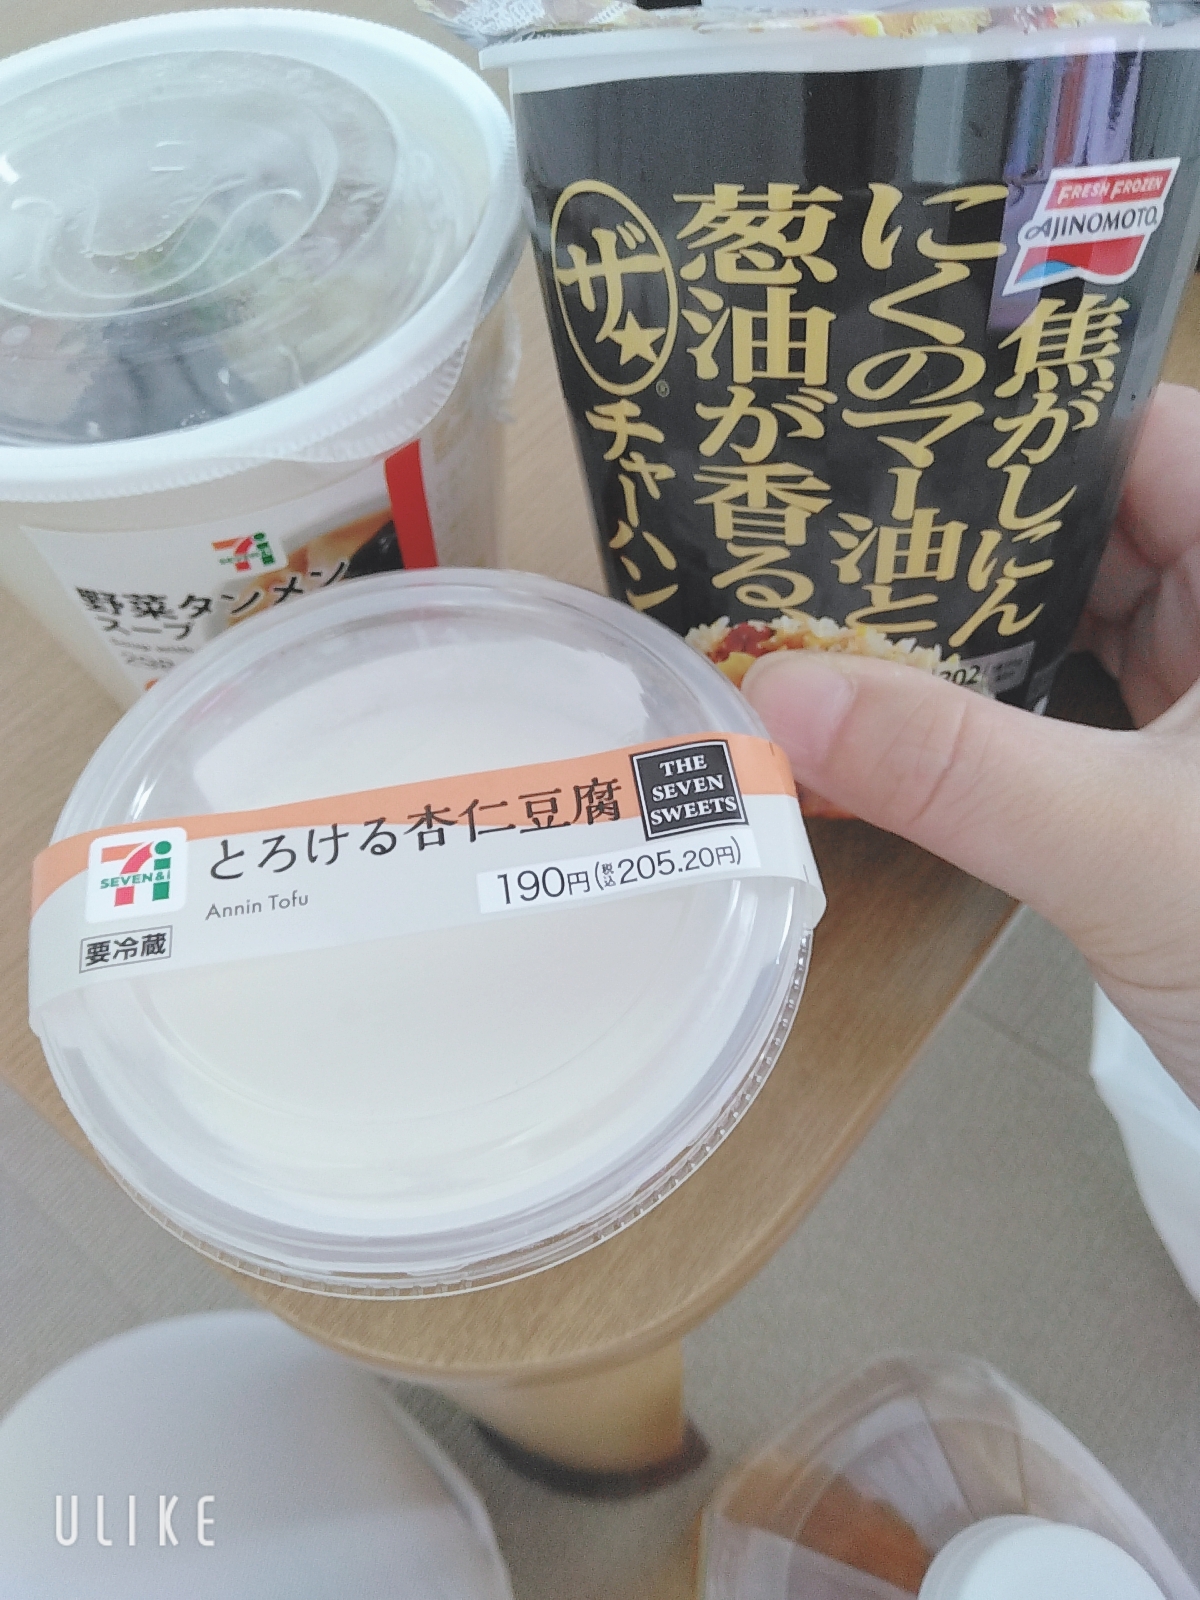 FRESH FROZEN
AJINOMOTO
焦がしにん
にくのマー油と
葱油が香る、
ザ★
®
チャーハン
302
野菜タンメン
スープ
Soup with
THE
SEVEN
SWEETS
とろける杏仁豆腐
SEVEN&i
190円(税込205.20円)
Annin Tofu
要冷蔵
ULIKE